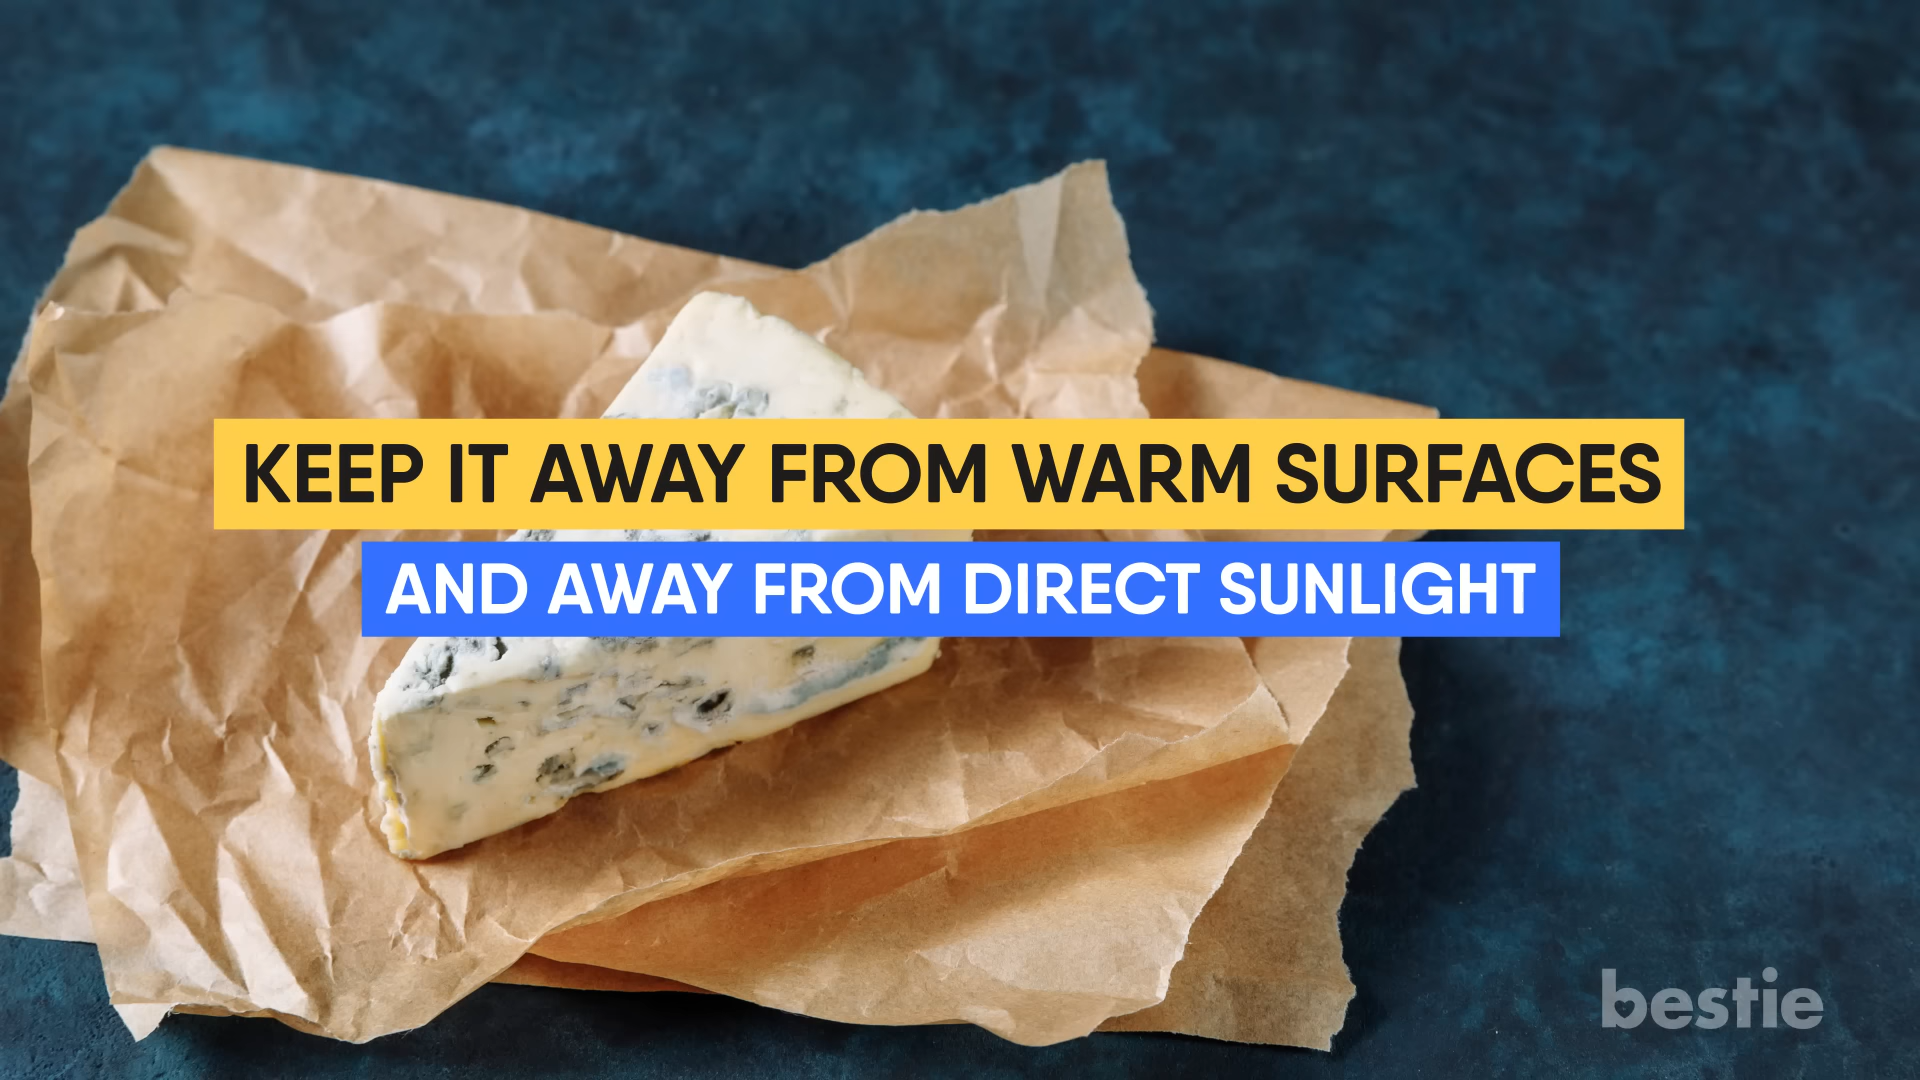 KEEP IT AWAY FROM WARM SURFACES
AND AWAY FROM DIRECT SUNLIGHT
bestie